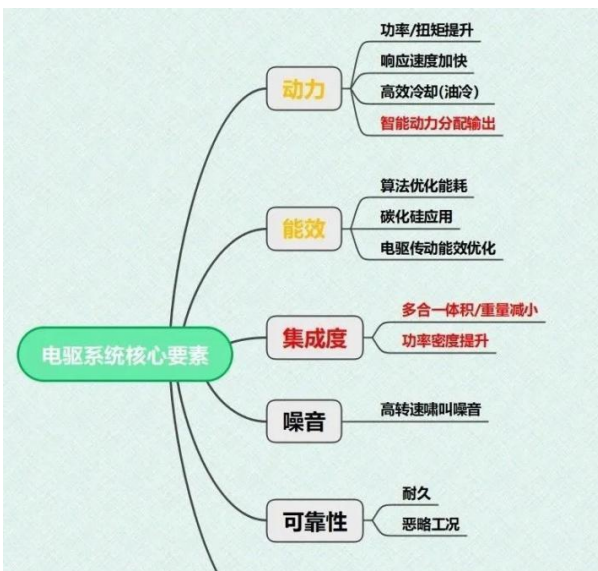 功率/扭矩提升
响应速度加快
动力
高效冷却(油冷)
智能动力分配输出
算法优化能耗
能效
碳化硅应用
电驱传动能效优化
多合一体积/重量减小
集成度
功率密度提升
电驱系统核心要素
噪音
高转速啸叫噪音
可靠性
耐久
恶略工况